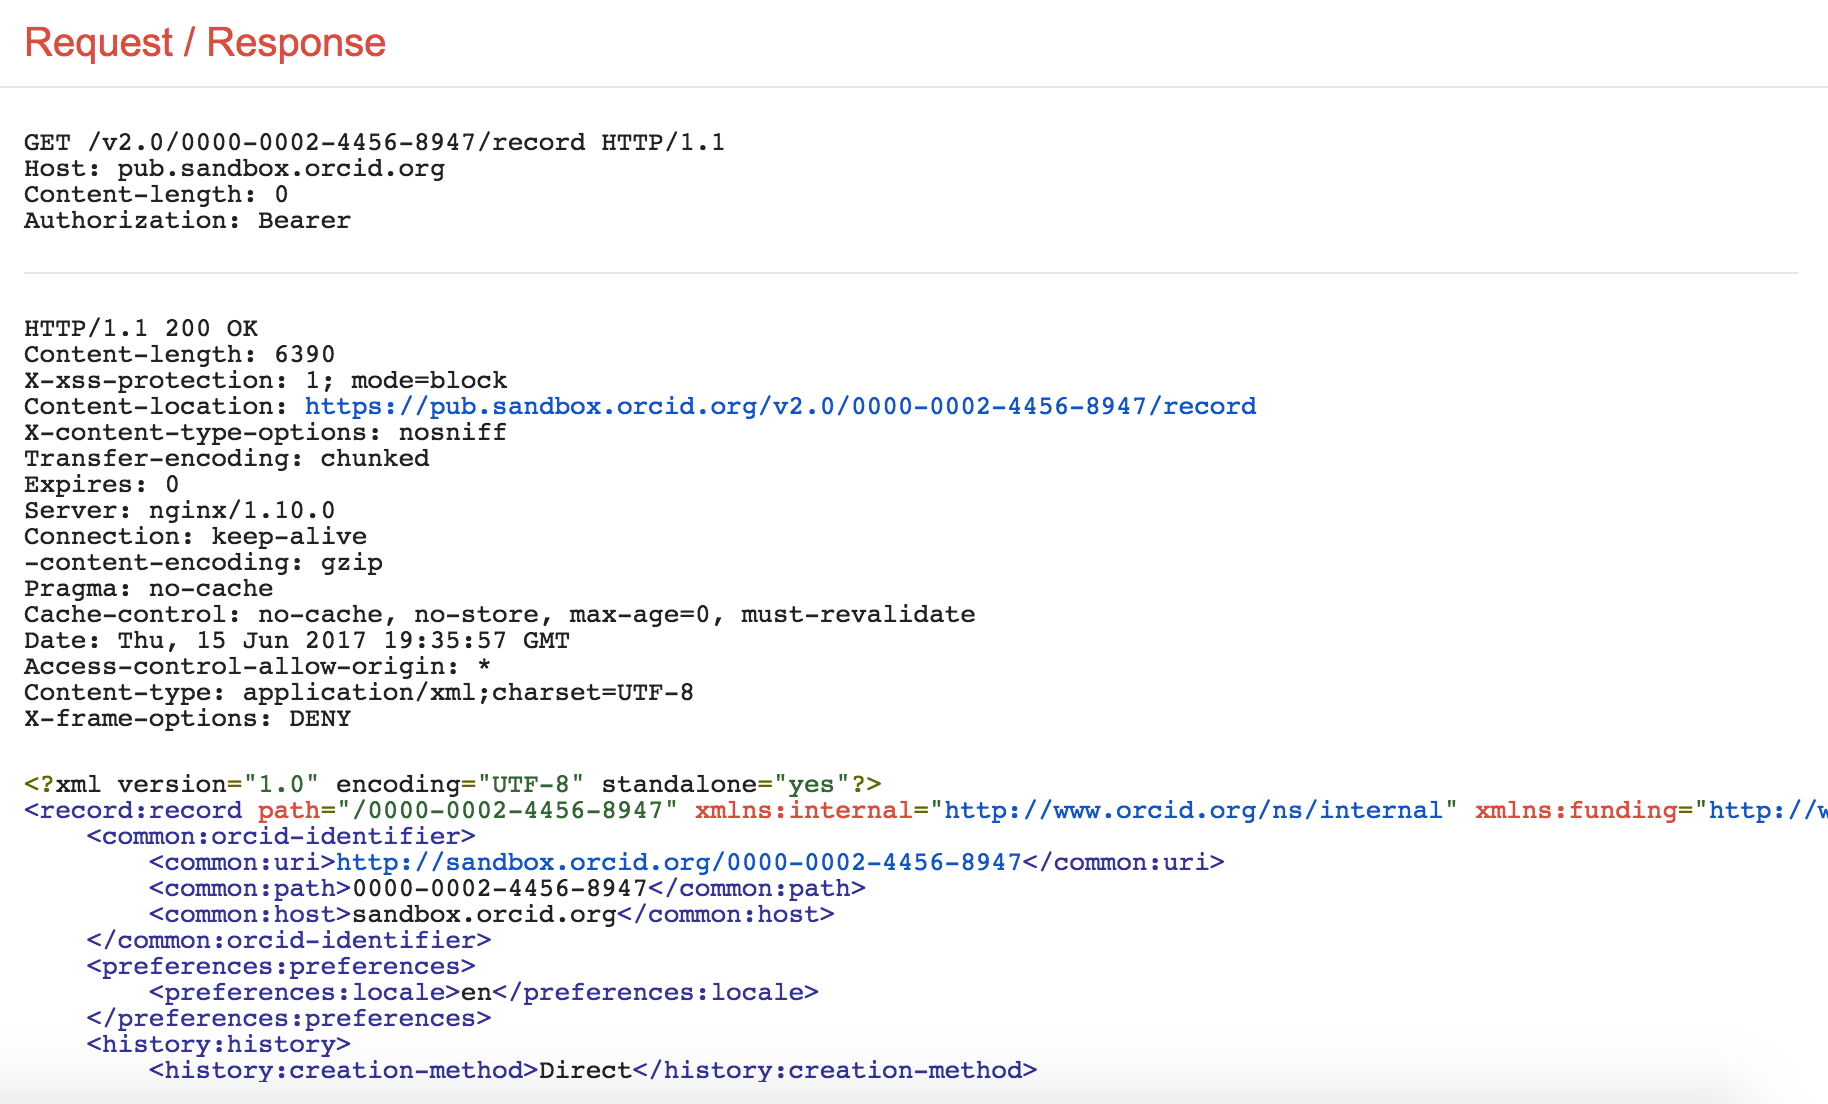 Request / Response
GET /v2.0/0000-0002-4456-8947/record HTTP/1.1
Host: pub.sandbox.orcid.org
Content-length: 0
Authorization: Bearer
HTTP/1.1 200 OK
Content-length: 6390
X-xss-protection: 1; mode=block
Content-location: https://pub.sandbox.orcid.org/v2.0/0000-0002-4456-8947/record
X-content-type-options: nosniff
Transfer-encoding: chunked
Expires: 0
Server: nginx/1.10.0
Connection: keep-alive
-content-encoding: gzip
Pragma: no-cache
Cache-control: no-cache, no-store, max-age=0, must-revalidate
Date: Thu, 15 Jun 2017 19:35:57 GMT
Access-control-allow-origin: *
Content-type: application/xml;charset=UTF-8
X-frame-options: DENY
<?xml version="1.0" encoding="UTF-8" standalone="yes"?>
<record:record path="/0000-0002-4456-8947" xmlns:internal="http://www.orcid.org/ns/internal" xmlns:funding="http://w
<common:orcid-identifier>
<common:uri>http://sandbox.orcid.org/0000-0002-4456-8947</common:uri>
<common:path>0000-0002-4456-8947</common:path>
<common:host>sandbox.orcid.org</common:host>
</common:orcid-identifier>
<preferences:preferences>
<preferences:locale>en</preferences:locale>
</preferences:preferences>
<history:history>
<history:creation-method>Direct</history:creation-method>